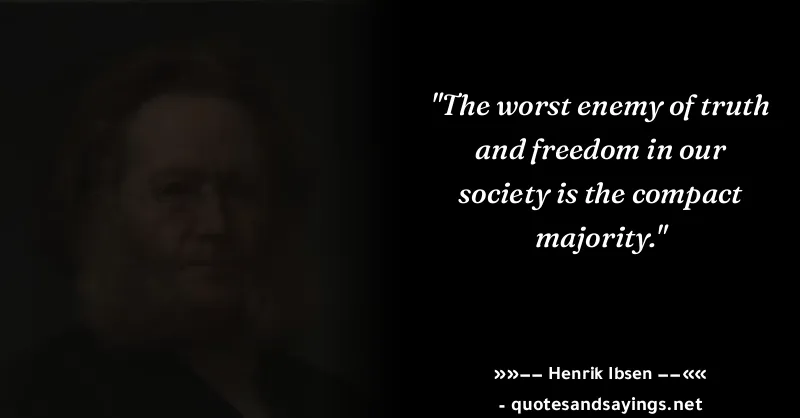 "The worst enemy of truth
and freedom in our
society is the compact
majority."
»»−− Henrik Ibsen −−««
- quotesandsayings.net